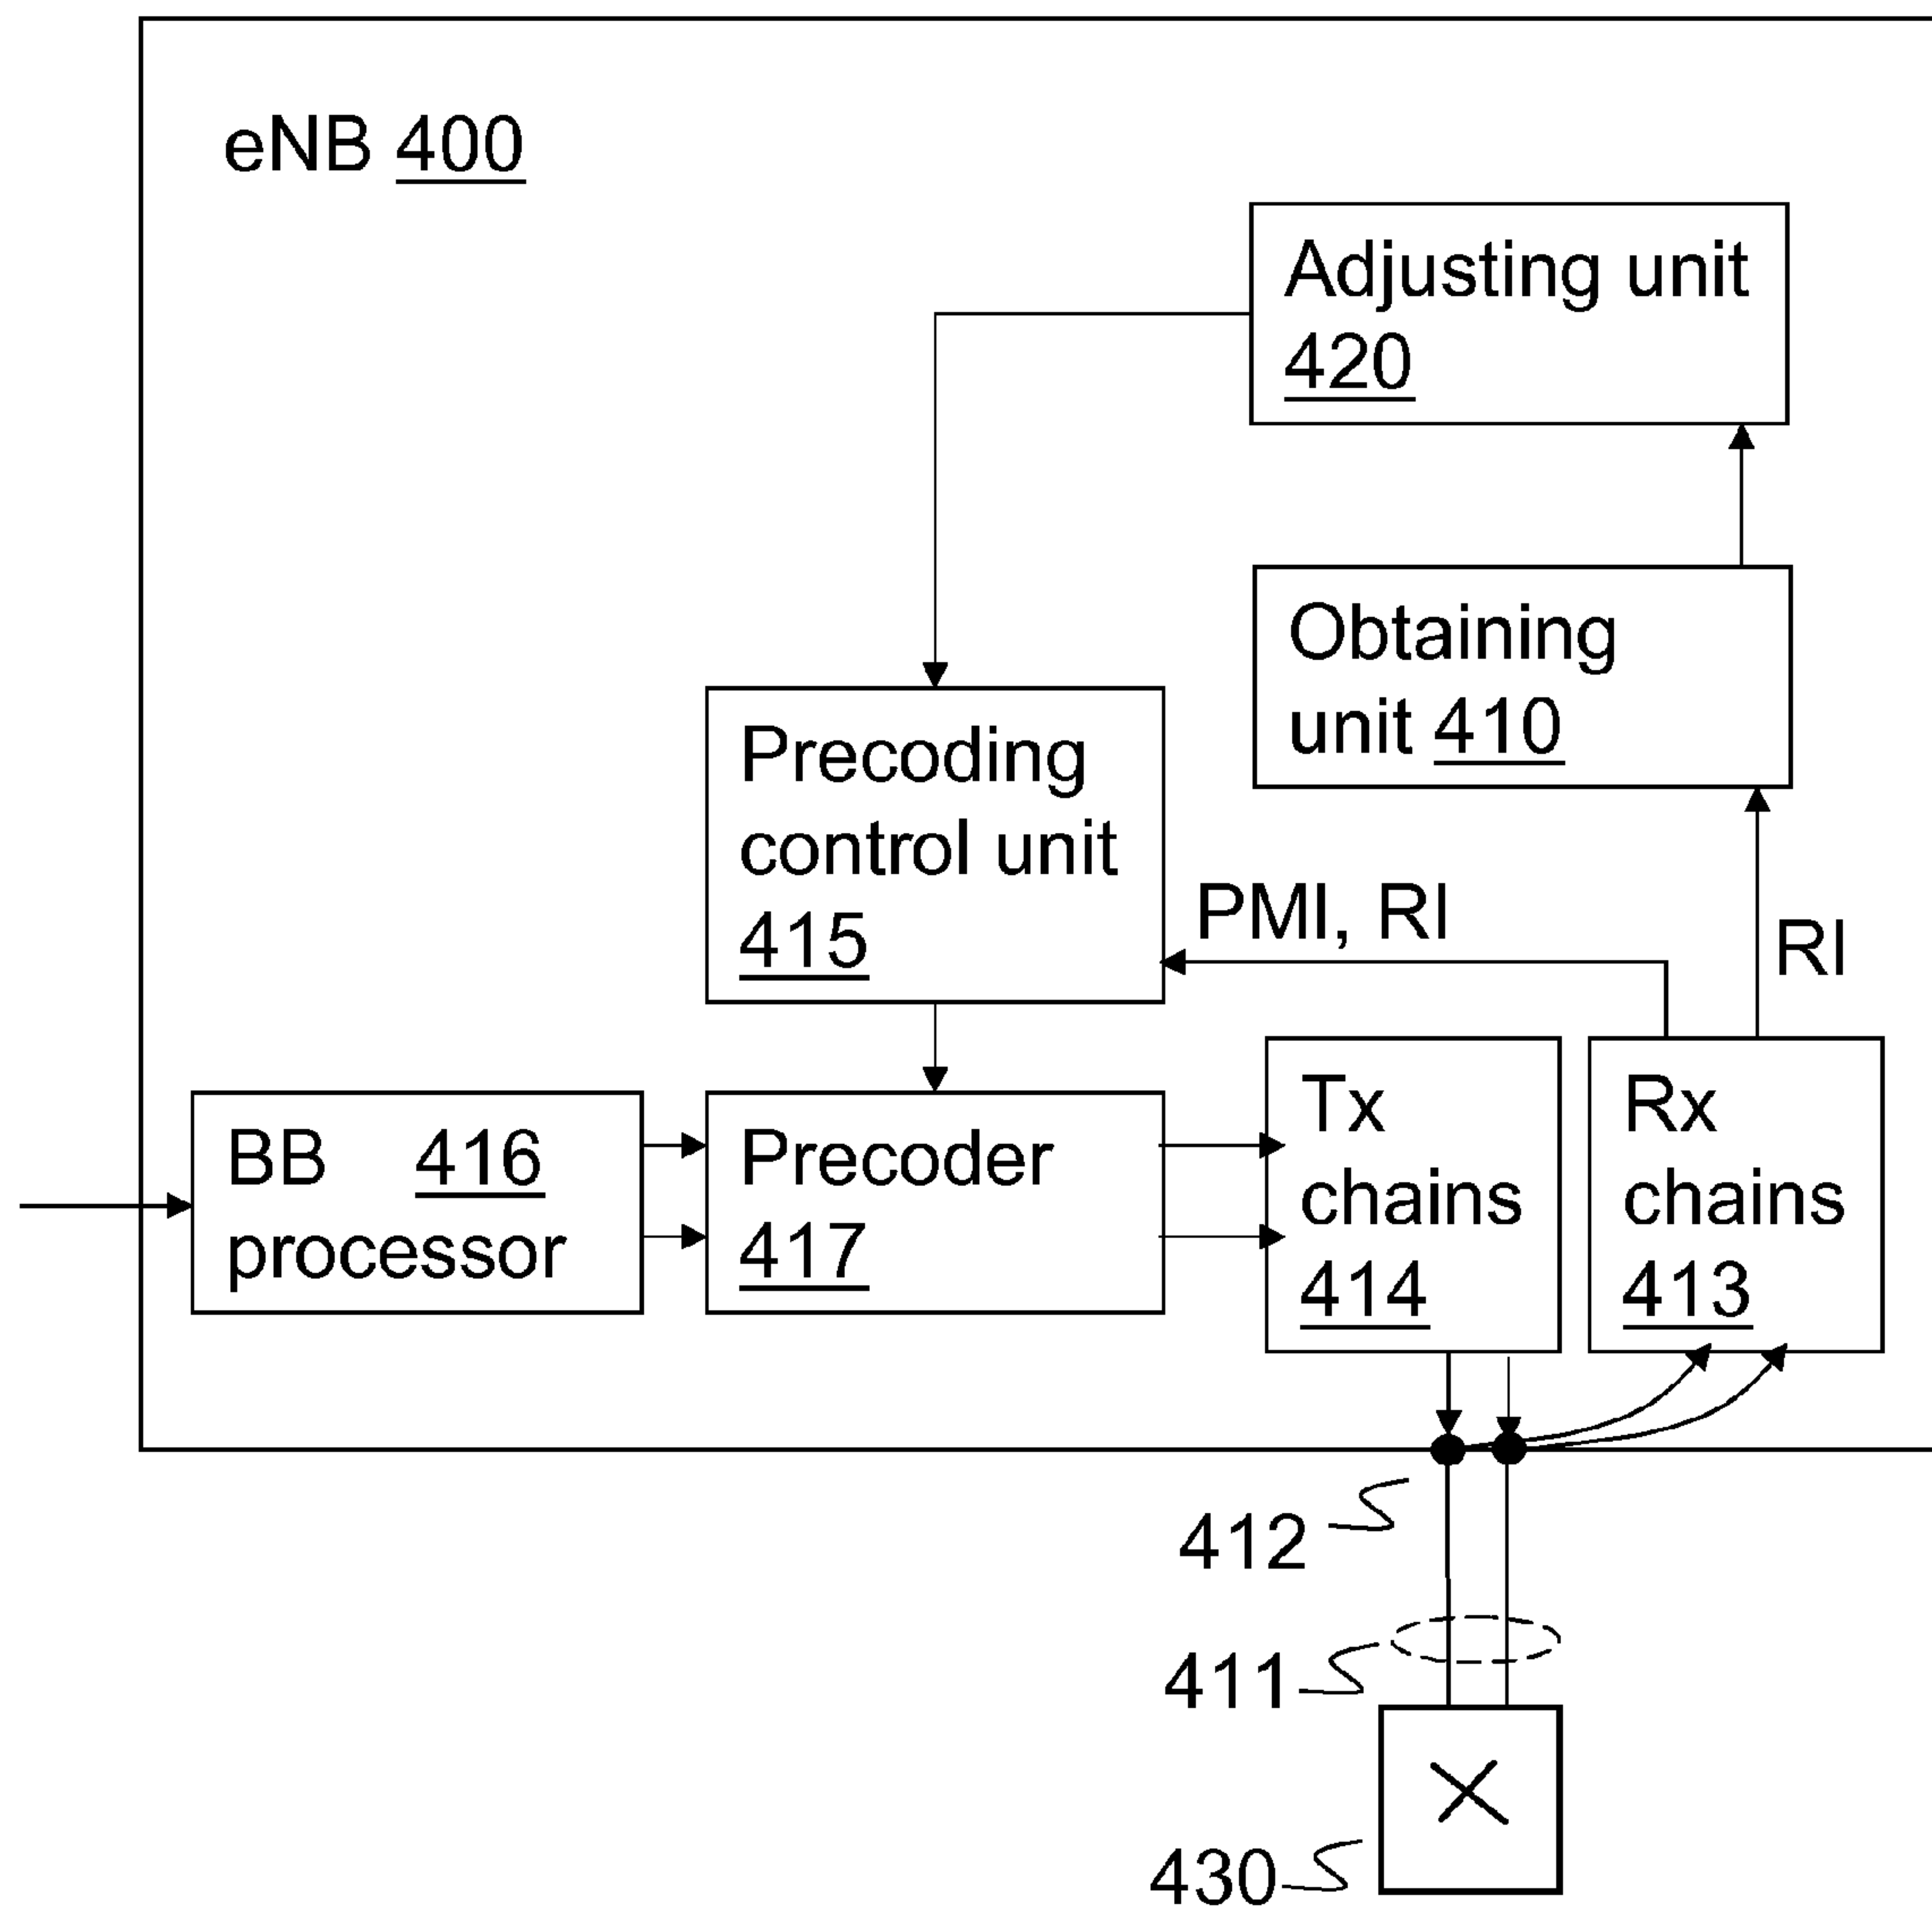 eNB 400
Adjusting unit
420
Obtaining
unit 410
Precoding
control unit
415
PMI, RI
RI
BB 416
processor
Precoder
417
Tx
chains
414
Rx
chains
413
412
411
430